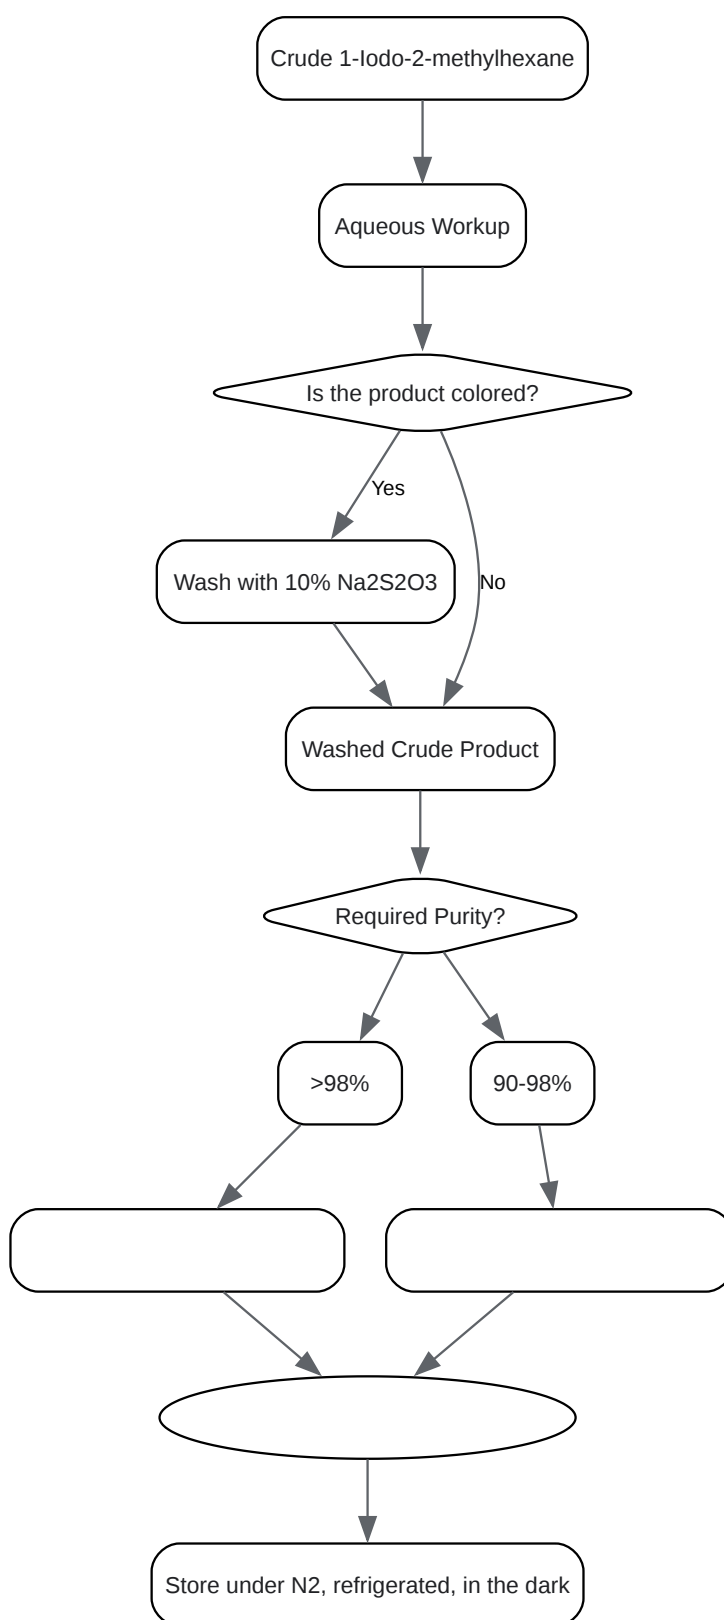 Crude 1-Iodo-2-methylhexane
Aqueous Workup
Is the product colored?
Yes
Wash with 10% Na2S2O3
No
Washed Crude Product
Required Purity?
>98%
90-98%
Store under N2, refrigerated, in the dark